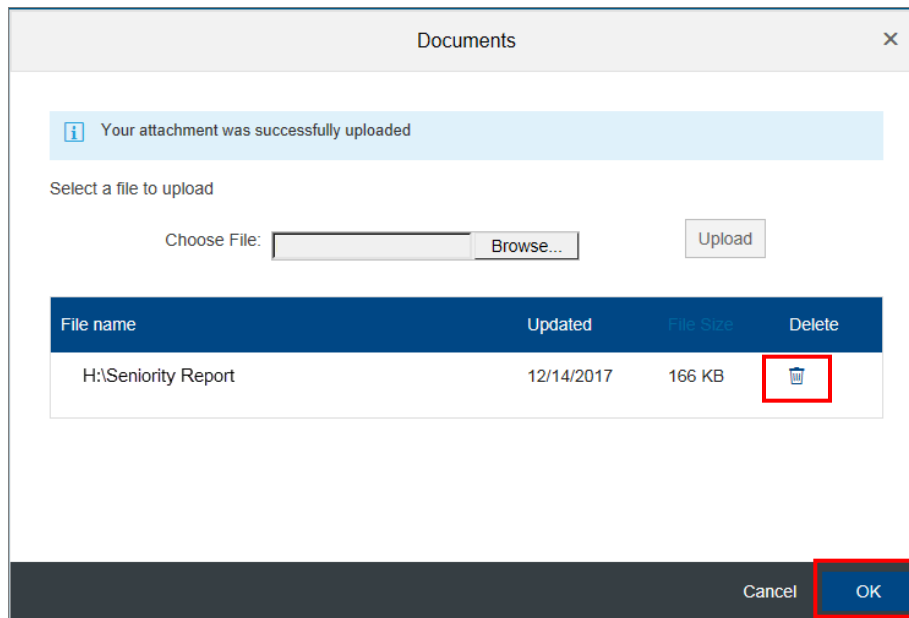 Documents ×
i Your attachment was successfully uploaded
Select a file to upload
Choose File: Browse... Upload
File name Updated File Size Delete
H:\Seniority Report 12/14/2017 166 KB
Cancel OK